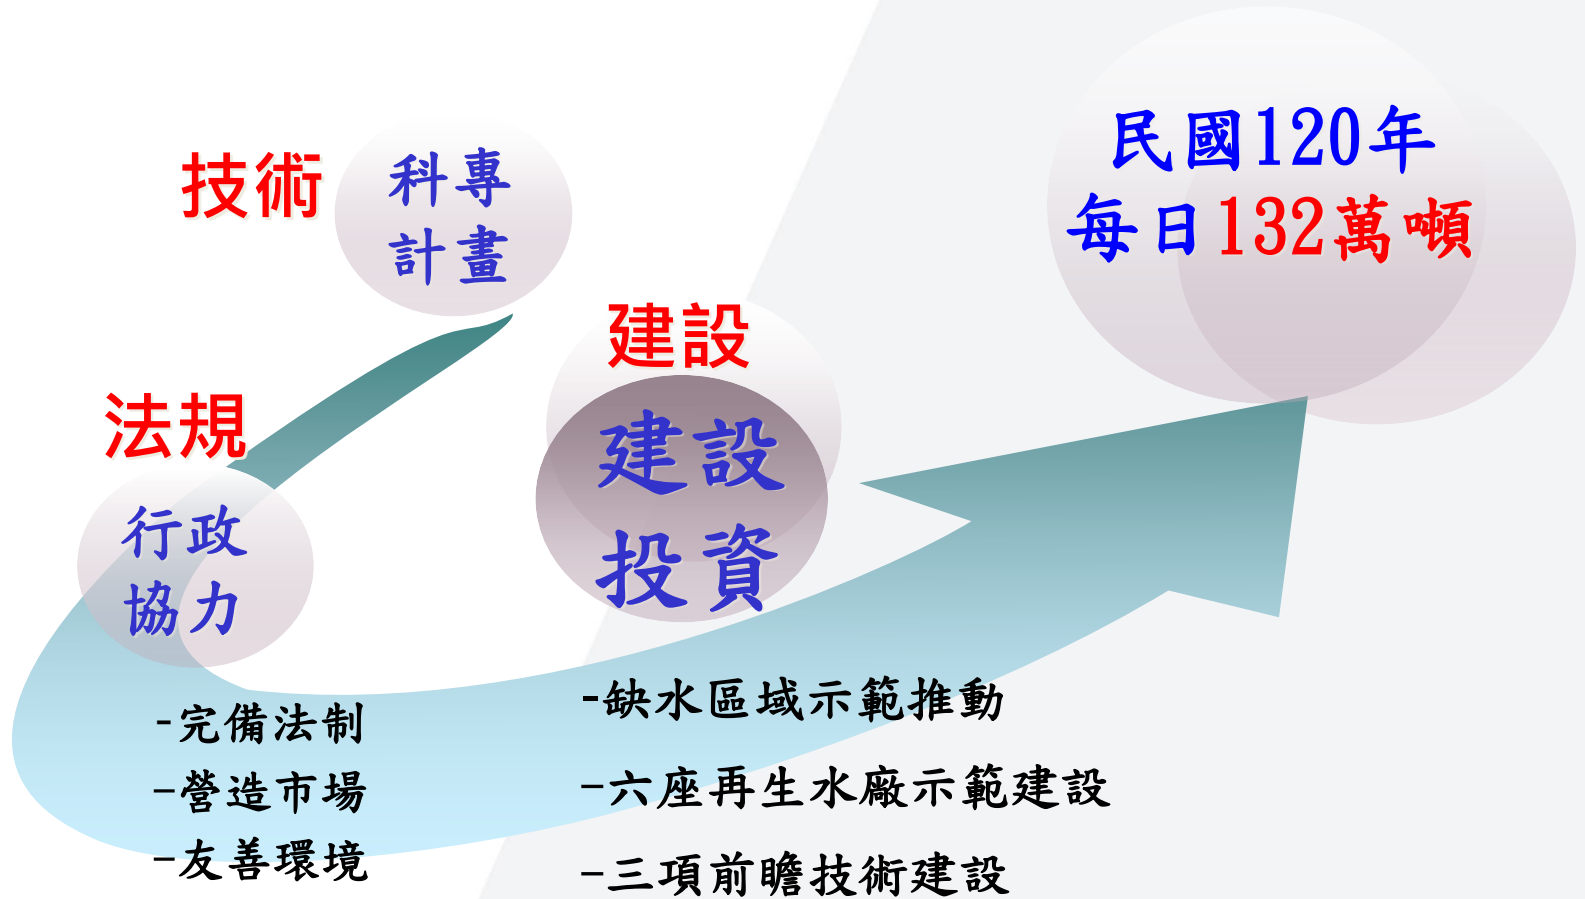 技術
科專
計畫
法規
行政
協力
-完備法制
-營造市場
-友善環境
建設
建設
投資
-缺水區域示範推動
-六座再生水廠示範建設
-三項前瞻技術建設
民國120年
每日132萬噸